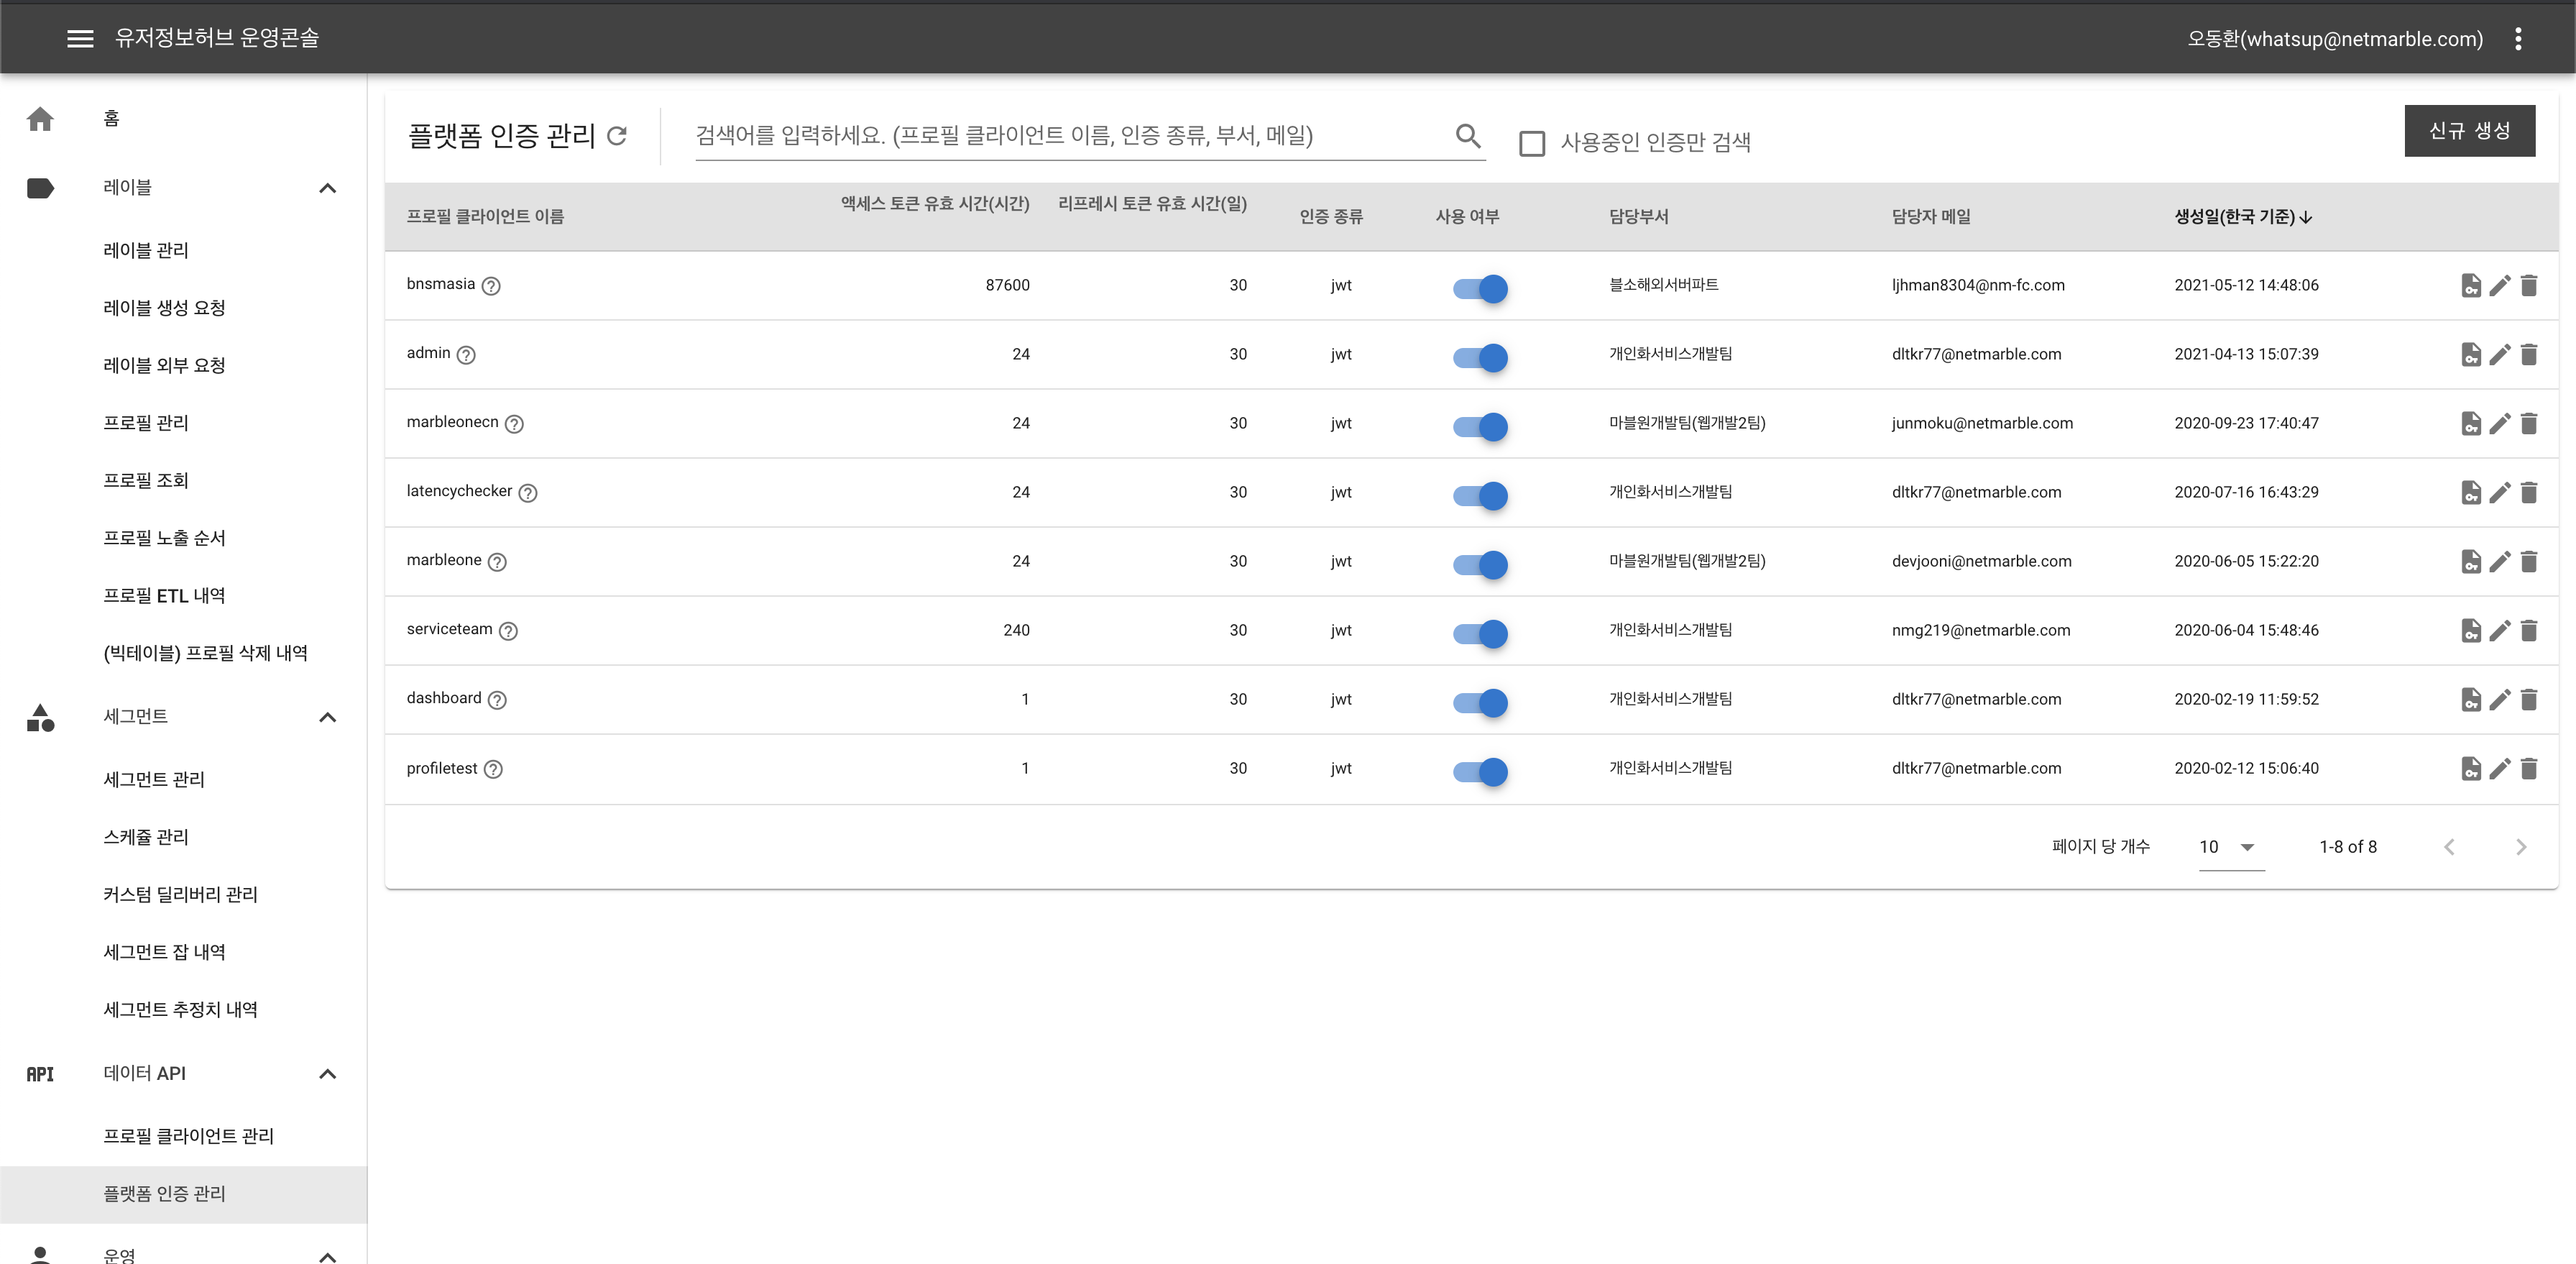 유저정보허브 운영콘솔
오동환(whatsup@netmarble.com)
홈
레이블
레이블 관리
레이블 생성 요청
레이블 외부 요청
프로필 관리
프로필 조회
프로필 노출 순서
프로필 ETL 내역
(빅테이블) 프로필 삭제 내역
세그먼트
세그먼트 관리
스케쥴 관리
커스텀 딜리버리 관리
세그먼트 잡 내역
세그먼트 추정치 내역
API 데이터 API
프로필 클라이언트 관리
플랫폼 인증 관리
운영
플랫폼 인증 관리
검색어를 입력하세요. (프로필 클라이언트 이름, 인증 종류, 부서, 메일)
사용중인 인증만 검색
신규 생성
프로필 클라이언트 이름 액세스 토큰 유효 시간(시간) 리프레시 토큰 유효 시간(일) 인증 종류 사용 여부 담당부서 담당자 메일 생성일(한국 기준)
bnsmasia 87600 30 jwt 블소해외서버파트 ljhman8304@nm-fc.com 2021-05-12 14:48:06
admin 24 30 jwt 개인화서비스개발팀 dltkr77@netmarble.com 2021-04-13 15:07:39
marbleonecn 24 30 jwt 마블원개발팀(웹개발2팀) junmoku@netmarble.com 2020-09-23 17:40:47
latencychecker 24 30 jwt 개인화서비스개발팀 dltkr77@netmarble.com 2020-07-16 16:43:29
marbleone 24 30 jwt 마블원개발팀(웹개발2팀) devjooni@netmarble.com 2020-06-05 15:22:20
serviceteam 240 30 jwt 개인화서비스개발팀 nmg219@netmarble.com 2020-06-04 15:48:46
dashboard 1 30 jwt 개인화서비스개발팀 dltkr77@netmarble.com 2020-02-19 11:59:52
profiletest 1 30 jwt 개인화서비스개발팀 dltkr77@netmarble.com 2020-02-12 15:06:40
페이지 당 개수 10 1-8 of 8